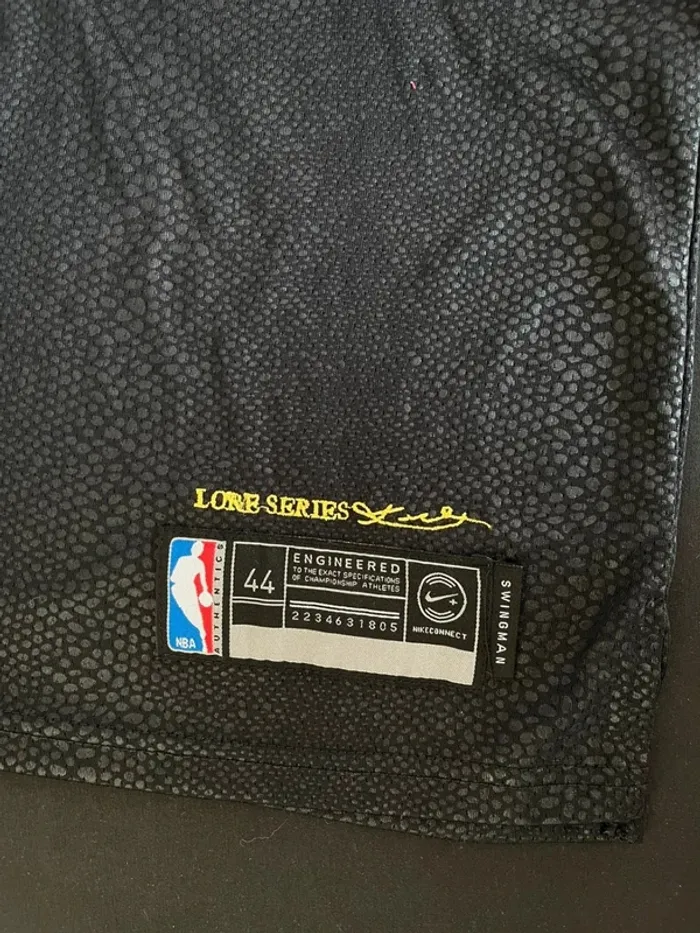 LORE SERIES
NBA
AUTHENTICS
44
ENGINEERED
TO THE EXACT SPECIFICATIONS
OF CHAMPIONSHIP ATHLETES
2234631805
NIKECONNECT
SWINGMAN